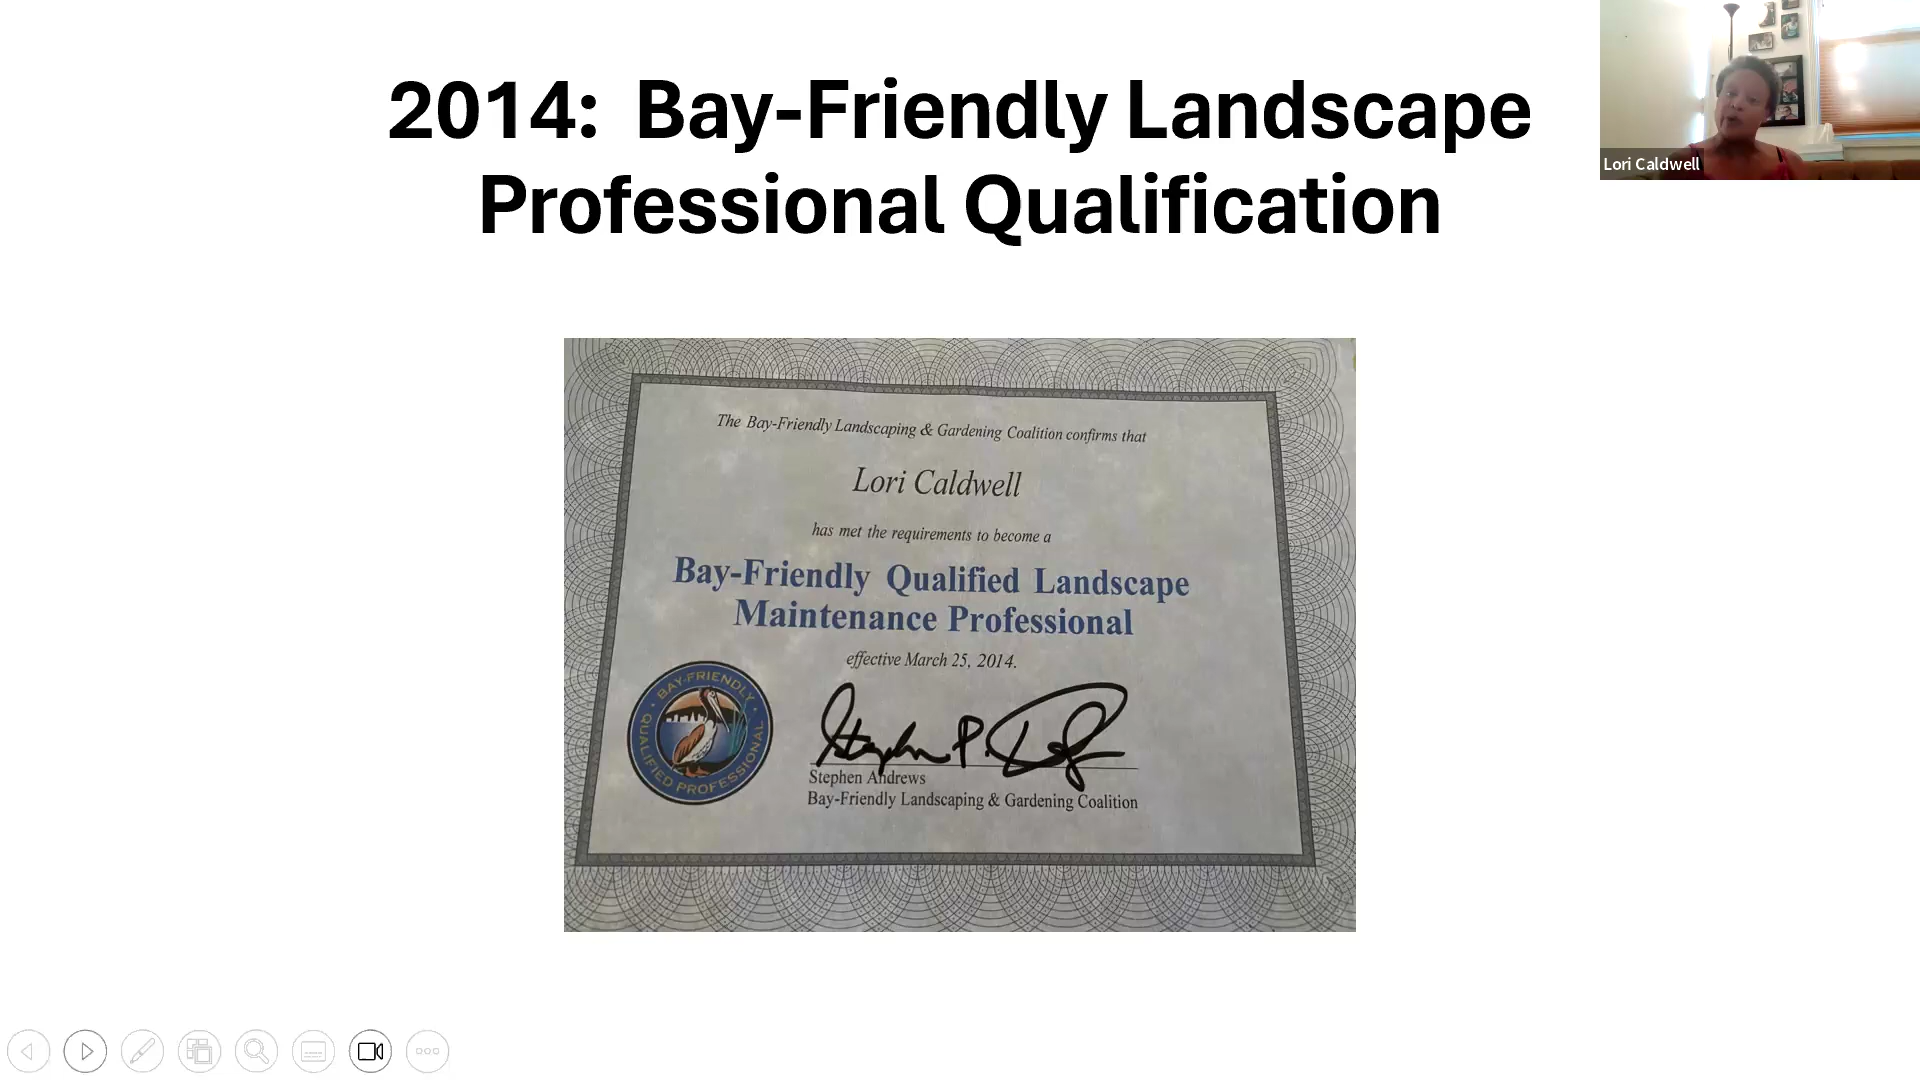 2014:  Bay-Friendly Landscape
Professional Qualification
Lori Caldwell
The Bay-Friendly Landscaping & Gardening Coalition confirms that
Lori Caldwell
has met the requirements to become a
Bay-Friendly Qualified Landscape
Maintenance Professional
effective March 25, 2014.
BAY-FRIENDLY
QUALIFIED PROFESSIONAL
Stephen Andrews
Bay-Friendly Landscaping & Gardening Coalition